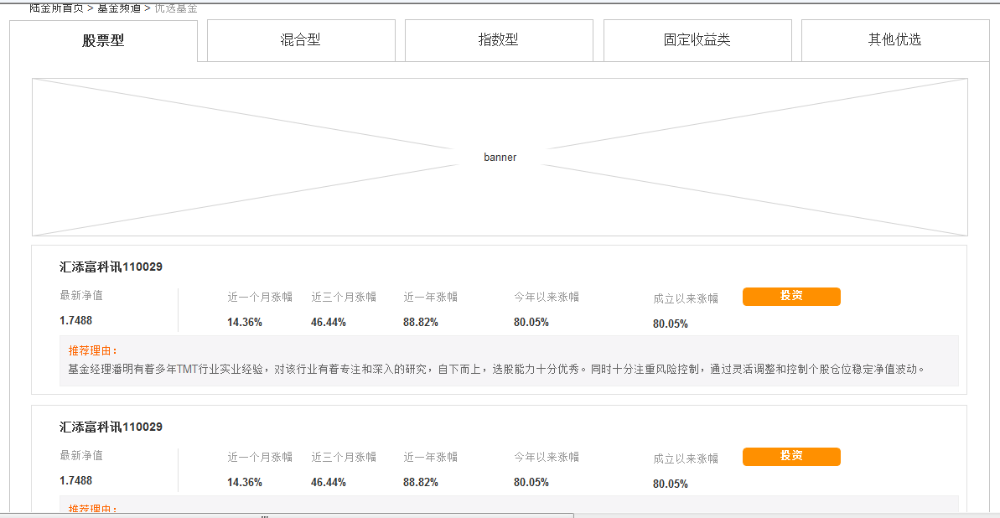 陆金所首页 > 基金频道 > 优选基金
股票型 混合型 指数型 固定收益类 其他优选
banner
汇添富科讯110029
最新净值 近一个月涨幅 近三个月涨幅 近一年涨幅 今年以来涨幅 成立以来涨幅 投资
1.7488 14.36% 46.44% 88.82% 80.05% 80.05%
推荐理由：
基金经理潘明有着多年TMT行业实业经验，对该行业有着专注和深入的研究，自下而上，选股能力十分优秀。同时十分注重风险控制，通过灵活调整和控制个股仓位稳定净值波动。
汇添富科讯110029
最新净值 近一个月涨幅 近三个月涨幅 近一年涨幅 今年以来涨幅 成立以来涨幅 投资
1.7488 14.36% 46.44% 88.82% 80.05% 80.05%
推荐理由：